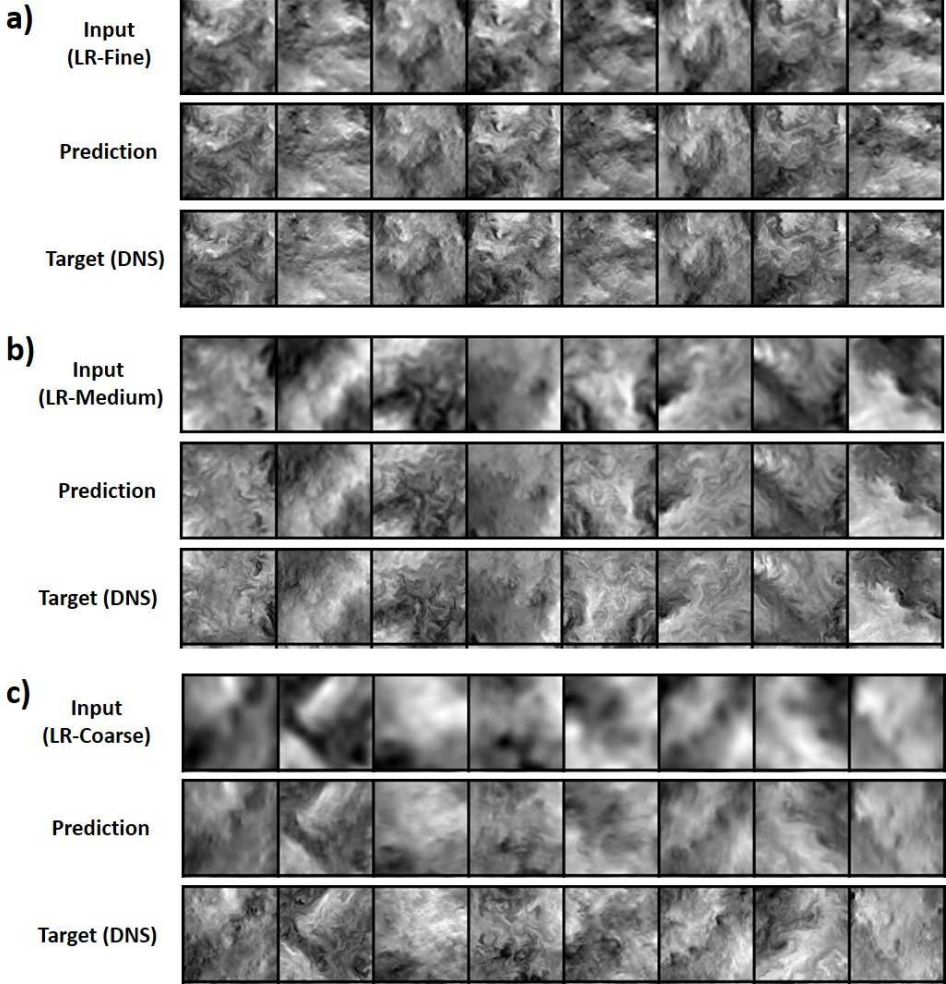 a)
Input
(LR-Fine)
Prediction
Target (DNS)
b)
Input
(LR-Medium)
Prediction
Target (DNS)
c)
Input
(LR-Coarse)
Prediction
Target (DNS)